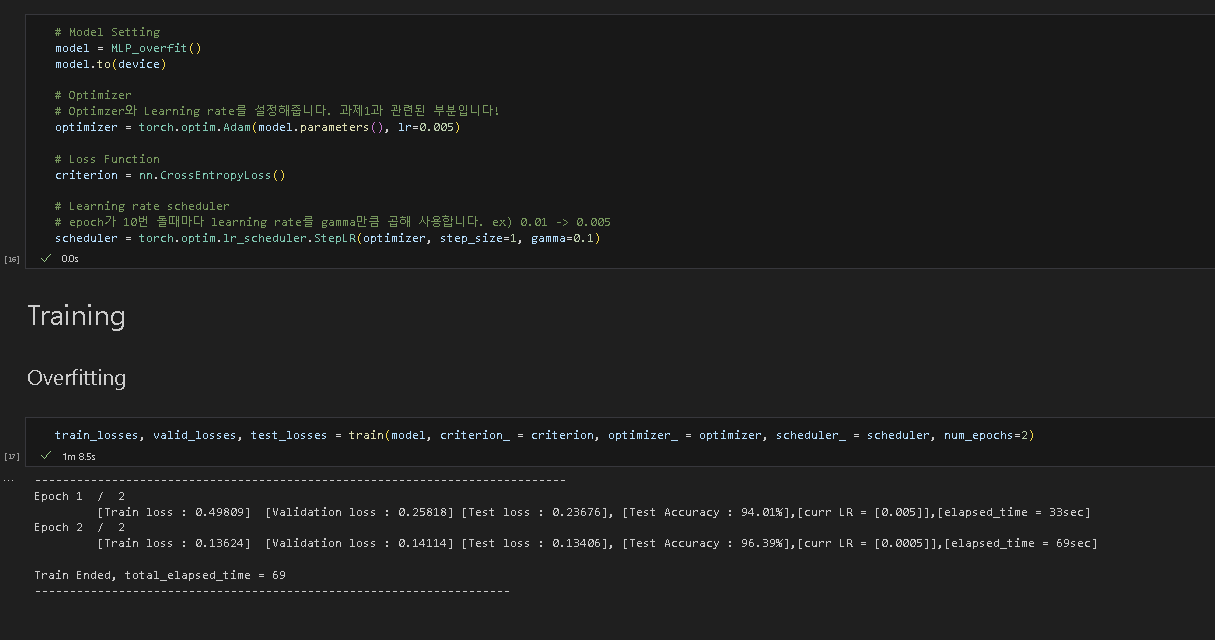 # Model Setting
model = MLP_overfit()
model.to(device)
# Optimizer
# Optimzer와 Learning rate를 설정해줍니다. 과제1과 관련된 부분입니다!
optimizer = torch.optim.Adam(model.parameters(), lr=0.005)
# Loss Function
criterion = nn.CrossEntropyLoss()
# Learning rate scheduler
# epoch가 10번 돌때마다 learning rate를 gamma만큼 곱해 사용합니다. ex) 0.01 -> 0.005
scheduler = torch.optim.lr_scheduler.StepLR(optimizer, step_size=1, gamma=0.1)
[16] ✓ 0.0s
Training
Overfitting
train_losses, valid_losses, test_losses = train(model, criterion_ = criterion, optimizer_ = optimizer, scheduler_ = scheduler, num_epochs=2)
[17] ✓ 1m 8.5s
... ----------------------------------------------------------------------------
Epoch 1 / 2
[Train loss : 0.49809] [Validation loss : 0.25818] [Test loss : 0.23676], [Test Accuracy : 94.01%],[curr LR = [0.005]],[elapsed_time = 33sec]
Epoch 2 / 2
[Train loss : 0.13624] [Validation loss : 0.14114] [Test loss : 0.13406], [Test Accuracy : 96.39%],[curr LR = [0.0005]],[elapsed_time = 69sec]
Train Ended, total_elapsed_time = 69
--------------------------------------------------------------------